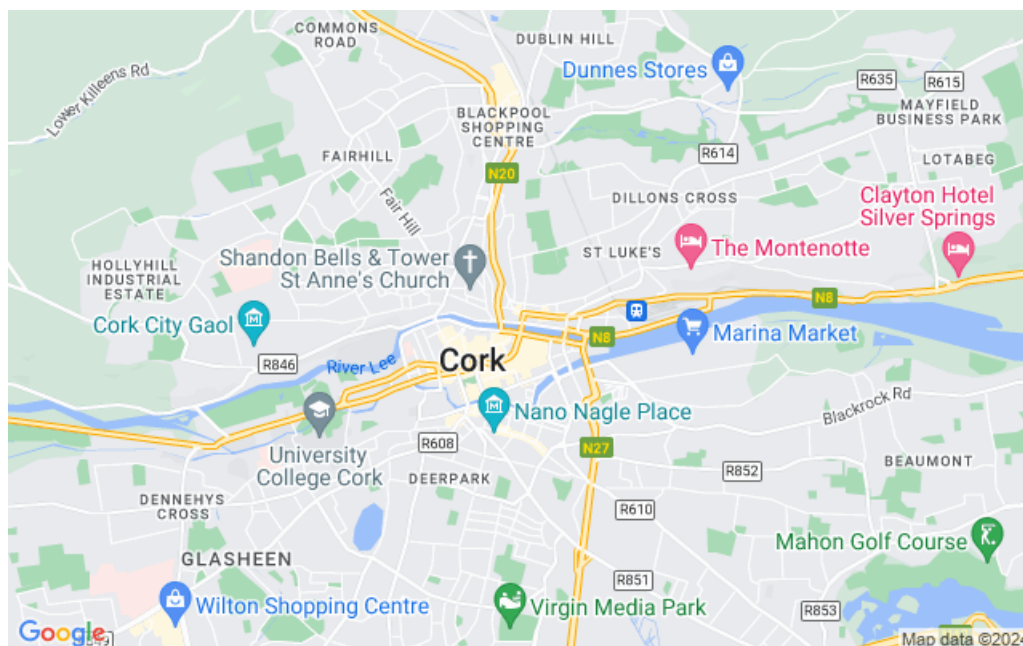 COMMONS
ROAD
DUBLIN HILL
Dunnes Stores
R635
R615
Lower Killeens Rd
BLACKPOOL
SHOPPING
CENTRE
MAYFIELD
BUSINESS PARK
FAIRHILL
N20
R614
LOTABEG
Fair Hill
DILLONS CROSS
Clayton Hotel
Silver Springs
Shandon Bells & Tower
St Anne's Church
ST LUKE'S
The Montenotte
HOLLYHILL
INDUSTRIAL
ESTATE
N8
Cork City Gaol
N8
Marina Market
R846
River Lee
Cork
Nano Nagle Place
Blackrock Rd
University
College Cork
R608
N27
R852
BEAUMONT
DEERPARK
DENNEHYS
CROSS
R610
GLASHEEN
Mahon Golf Course
Wilton Shopping Centre
Virgin Media Park
R851
R853
Google
Map data ©2024